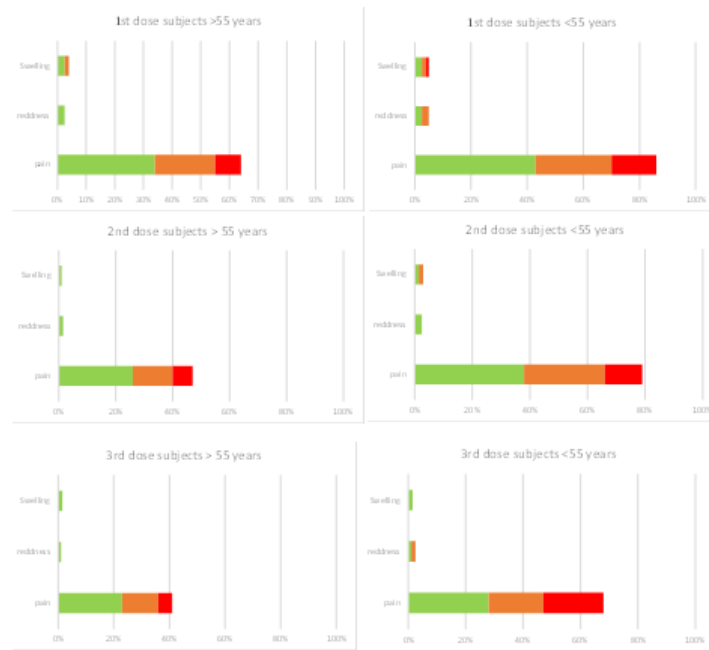 1st dose subjects >55 years
Swelling
reddness
pain
0% 10% 20% 30% 40% 50% 60% 70% 80% 90% 100%
1st dose subjects <55 years
Swelling
reddness
pain
0% 20% 40% 60% 80% 100%
2nd dose subjects > 55 years
Swelling
reddness
pain
0% 20% 40% 60% 80% 100%
2nd dose subjects <55 years
Swelling
reddness
pain
0% 20% 40% 60% 80% 100%
3rd dose subjects > 55 years
Swelling
reddness
pain
0% 20% 40% 60% 80% 100%
3rd dose subjects <55 years
Swelling
reddness
pain
0% 20% 40% 60% 80% 100%